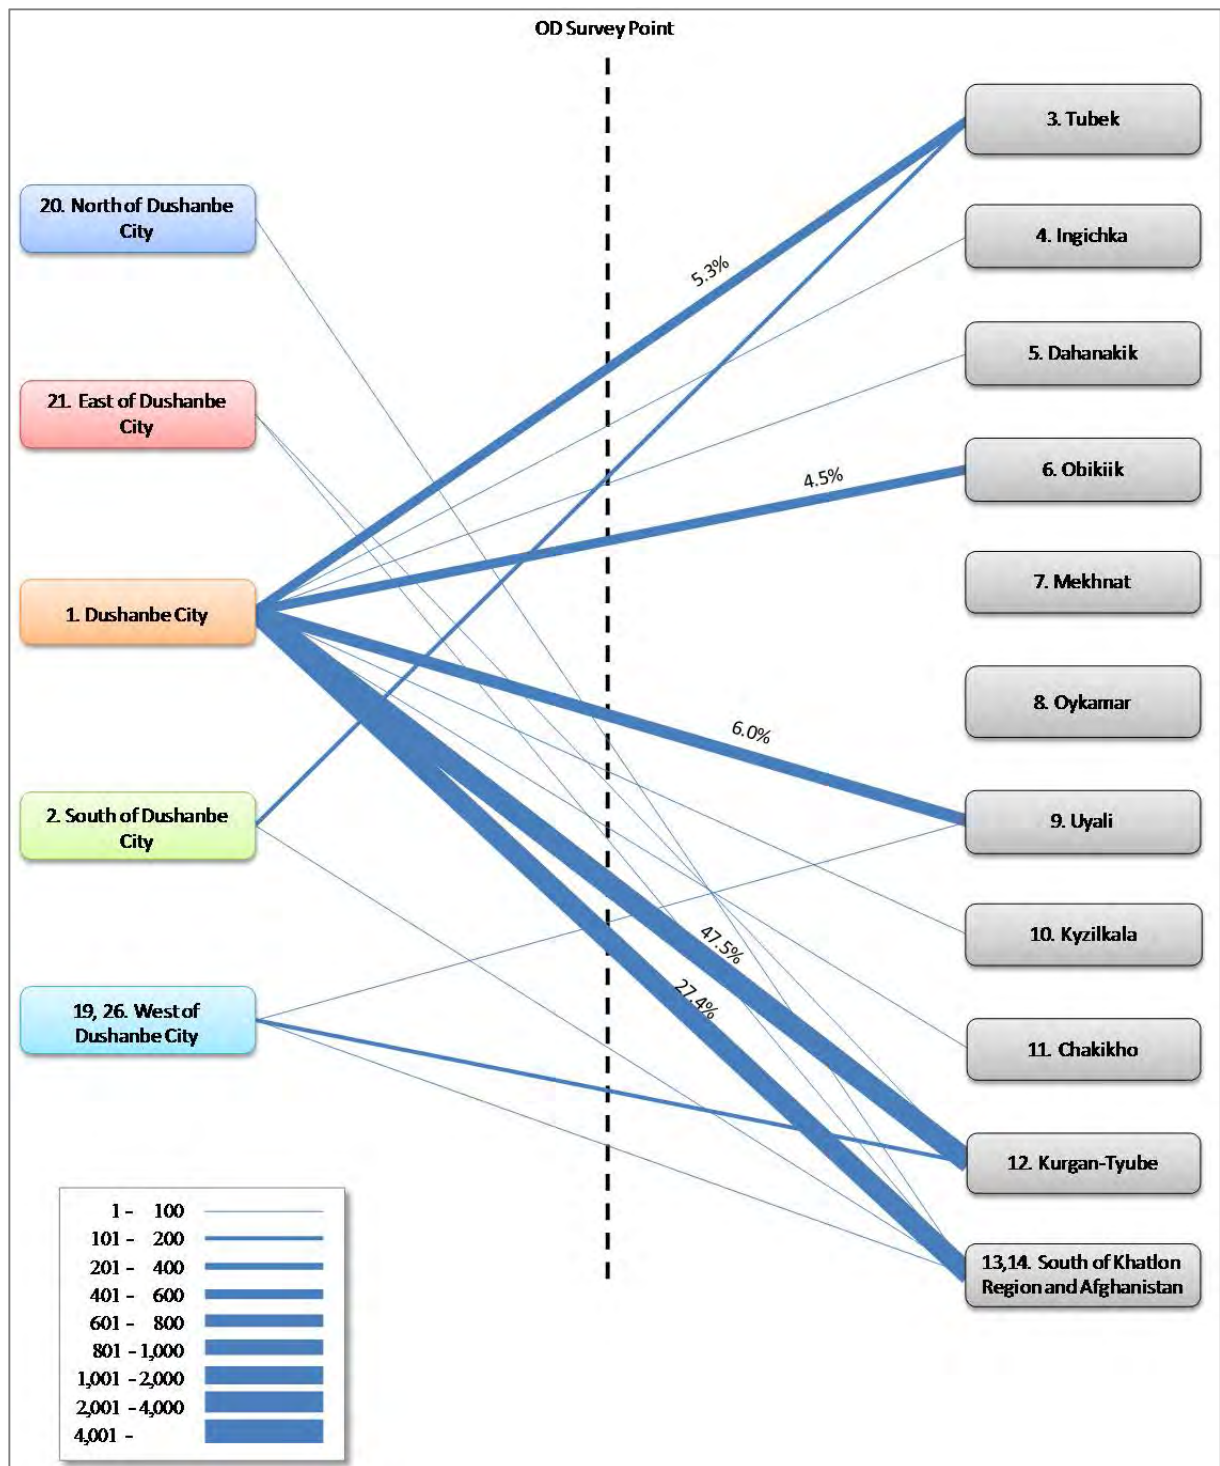 OD Survey Point
20. North of Dushanbe
City
21. East of Dushanbe
City
1. Dushanbe City
2. South of Dushanbe
City
19, 26. West of
Dushanbe City
3. Tubek
4. Ingichka
5. Dahanakik
6. Obikiik
7. Mekhnat
8. Oykamar
9. Uyali
10. Kyzilkala
11. Chakikho
12. Kurgan-Tyube
13,14. South of Khatlon
Region and Afghanistan
5.3%
4.5%
6.0%
47.5%
27.4%
1 - 100
101 - 200
201 - 400
401 - 600
601 - 800
801 - 1,000
1,001 - 2,000
2,001 - 4,000
4,001 -